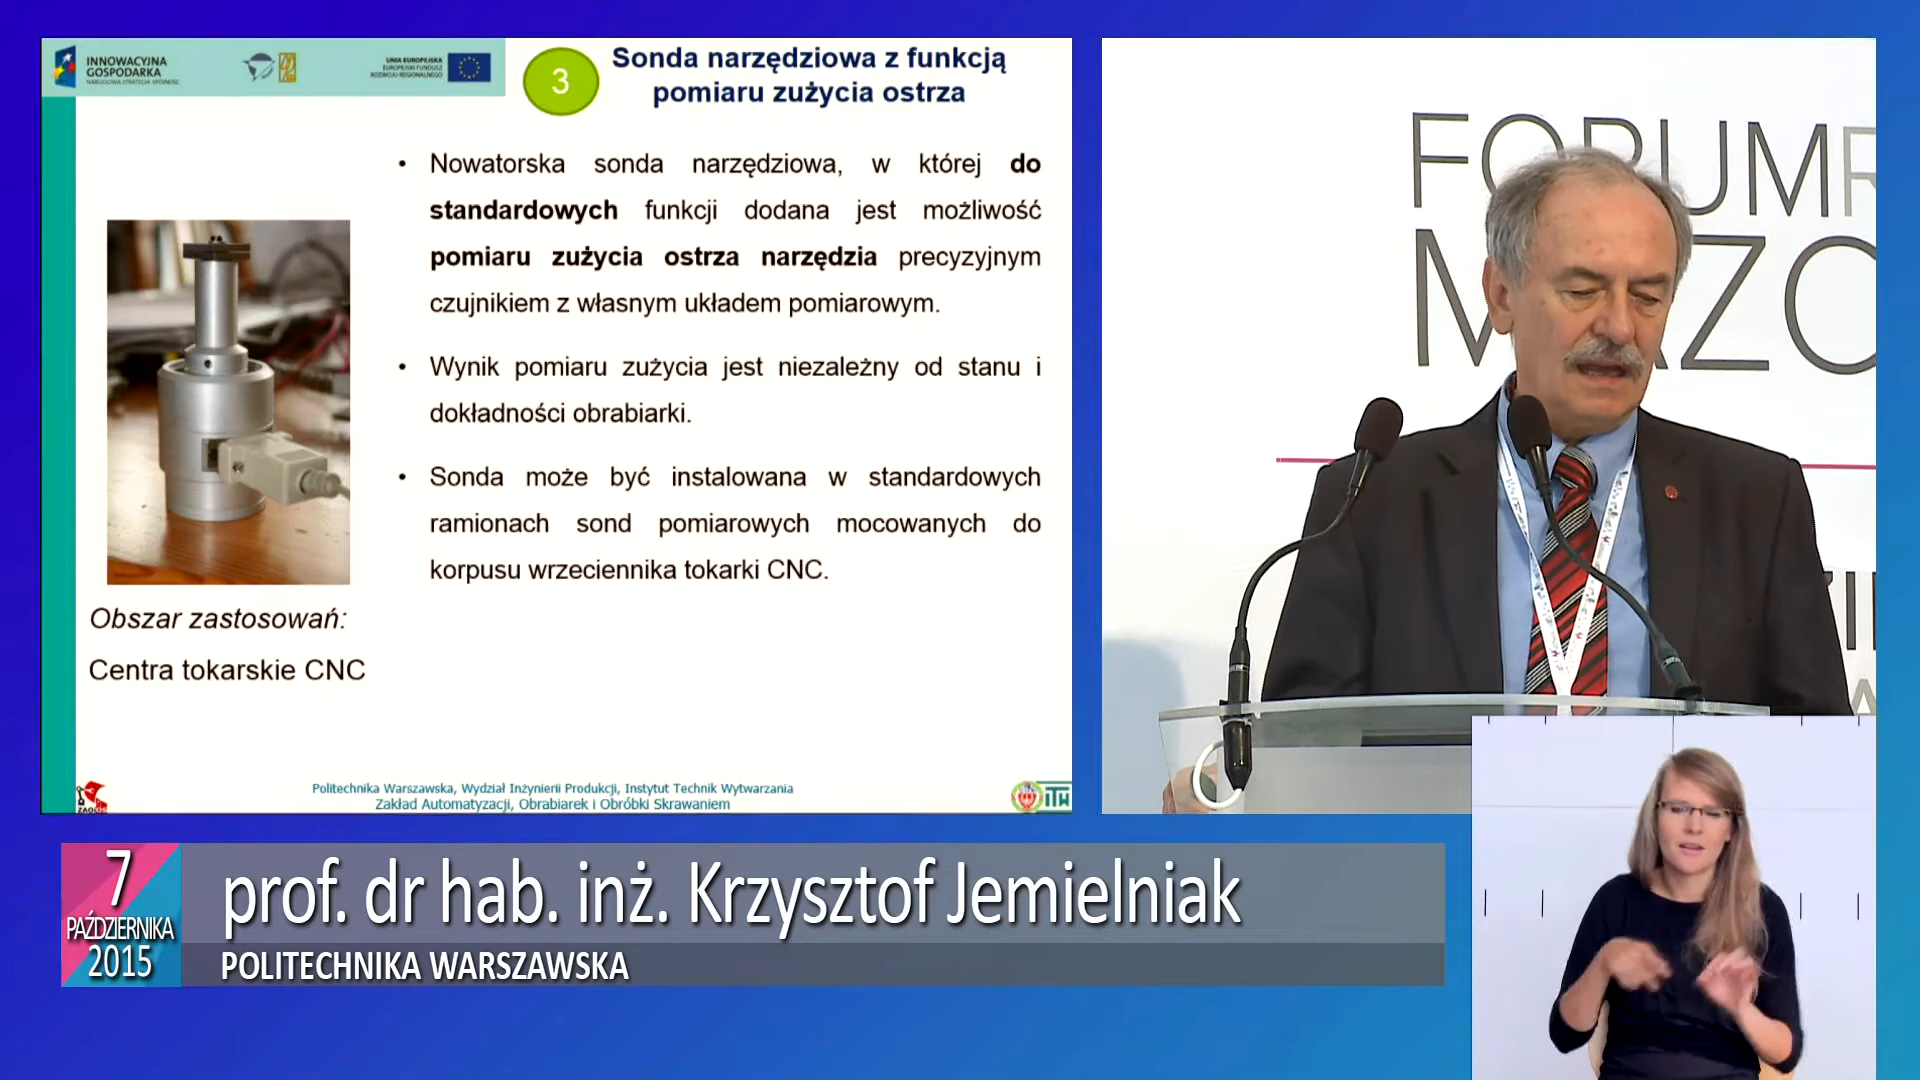 INNOWACYJNA
GOSPODARKA
NARODOWA STRATEGIA SPÓJNOŚCI
UNIA EUROPEJSKA
EUROPEJSKI FUNDUSZ
ROZWOJU REGIONALNEGO
3
Sonda narzędziowa z funkcją
pomiaru zużycia ostrza
• Nowatorska sonda narzędziowa, w której do
standardowych funkcji dodana jest możliwość
pomiaru zużycia ostrza narzędzia precyzyjnym
czujnikiem z własnym układem pomiarowym.
• Wynik pomiaru zużycia jest niezależny od stanu i
dokładności obrabiarki.
• Sonda może być instalowana w standardowych
ramionach sond pomiarowych mocowanych do
korpusu wrzeciennika tokarki CNC.
Obszar zastosowań:
Centra tokarskie CNC
Politechnika Warszawska, Wydział Inżynierii Produkcji, Instytut Technik Wytwarzania
Zakład Automatyzacji, Obrabiarek i Obróbki Skrawaniem
ITW
FORUM
MAZO
7
PAŹDZIERNIKA
2015
prof. dr hab. inż. Krzysztof Jemielniak
POLITECHNIKA WARSZAWSKA